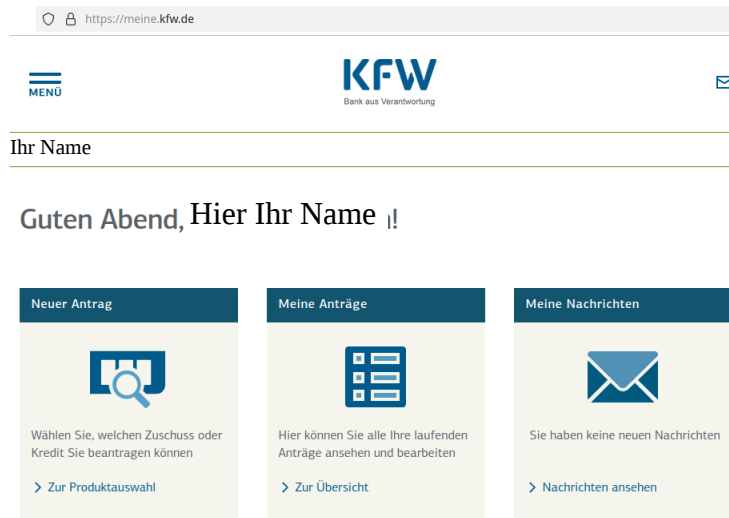 https://meine.kfw.de
MENÜ
KFW
Bank aus Verantwortung
Ihr Name
Guten Abend, Hier Ihr Name !
Neuer Antrag
Wählen Sie, welchen Zuschuss oder
Kredit Sie beantragen können
Zur Produktauswahl
Meine Anträge
Hier können Sie alle Ihre laufenden
Anträge ansehen und bearbeiten
Zur Übersicht
Meine Nachrichten
Sie haben keine neuen Nachrichten
Nachrichten ansehen